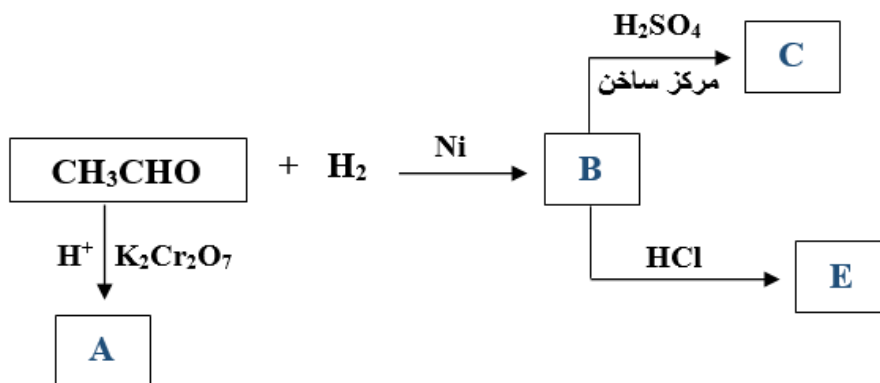 H₂SO₄
مركز ساخن
C
CH₃CHO + H₂
Ni
B
H⁺ K₂Cr₂O₇
HCl
E
A